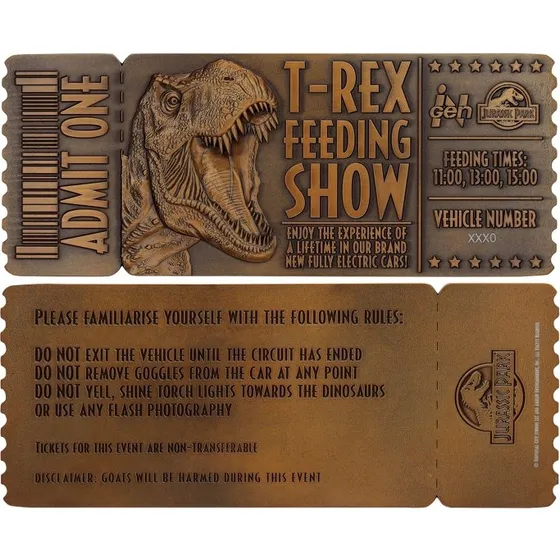 ADMIT ONE
T-REX
FEEDING
SHOW
ENJOY THE EXPERIENCE OF
A LIFETIME IN OUR BRAND
NEW FULLY ELECTRIC CARS!
JURASSIC PARK
FEEDING TIMES:
11:00, 13:00, 15:00
VEHICLE NUMBER
XXX0
PLEASE FAMILIARISE YOURSELF WITH THE FOLLOWING RULES:
DO NOT EXIT THE VEHICLE UNTIL THE CIRCUIT HAS ENDED
DO NOT REMOVE GOGGLES FROM THE CAR AT ANY POINT
DO NOT YELL, SHINE TORCH LIGHTS TOWARDS THE DINOSAURS
OR USE ANY FLASH PHOTOGRAPHY
TICKETS FOR THIS EVENT ARE NON-TRANSFERABLE
DISCLAIMER: GOATS WILL BE HARMED DURING THIS EVENT
JURASSIC PARK